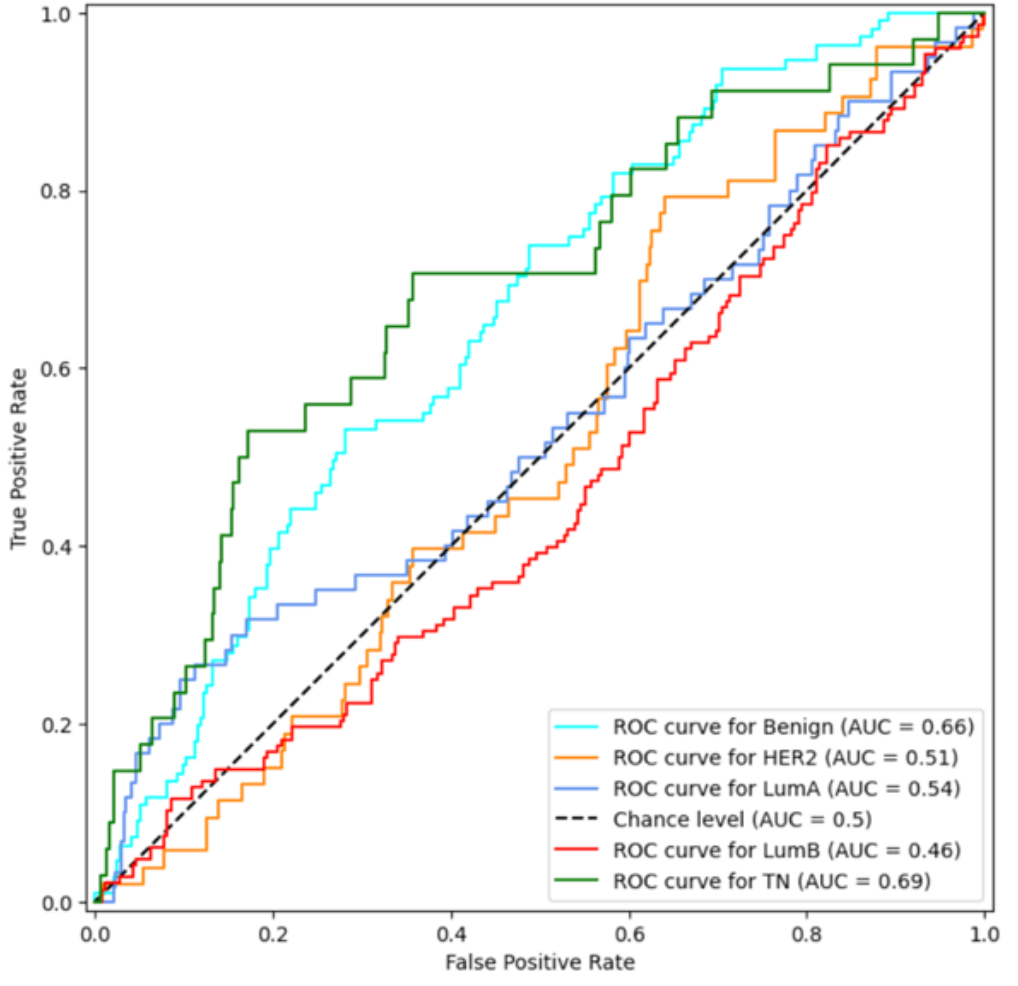 1.0
0.8
0.6
0.4
0.2
0.0
True Positive Rate
ROC curve for Benign (AUC = 0.66)
ROC curve for HER2 (AUC = 0.51)
ROC curve for LumA (AUC = 0.54)
Chance level (AUC = 0.5)
ROC curve for LumB (AUC = 0.46)
ROC curve for TN (AUC = 0.69)
0.0 0.2 0.4 0.6 0.8 1.0
False Positive Rate